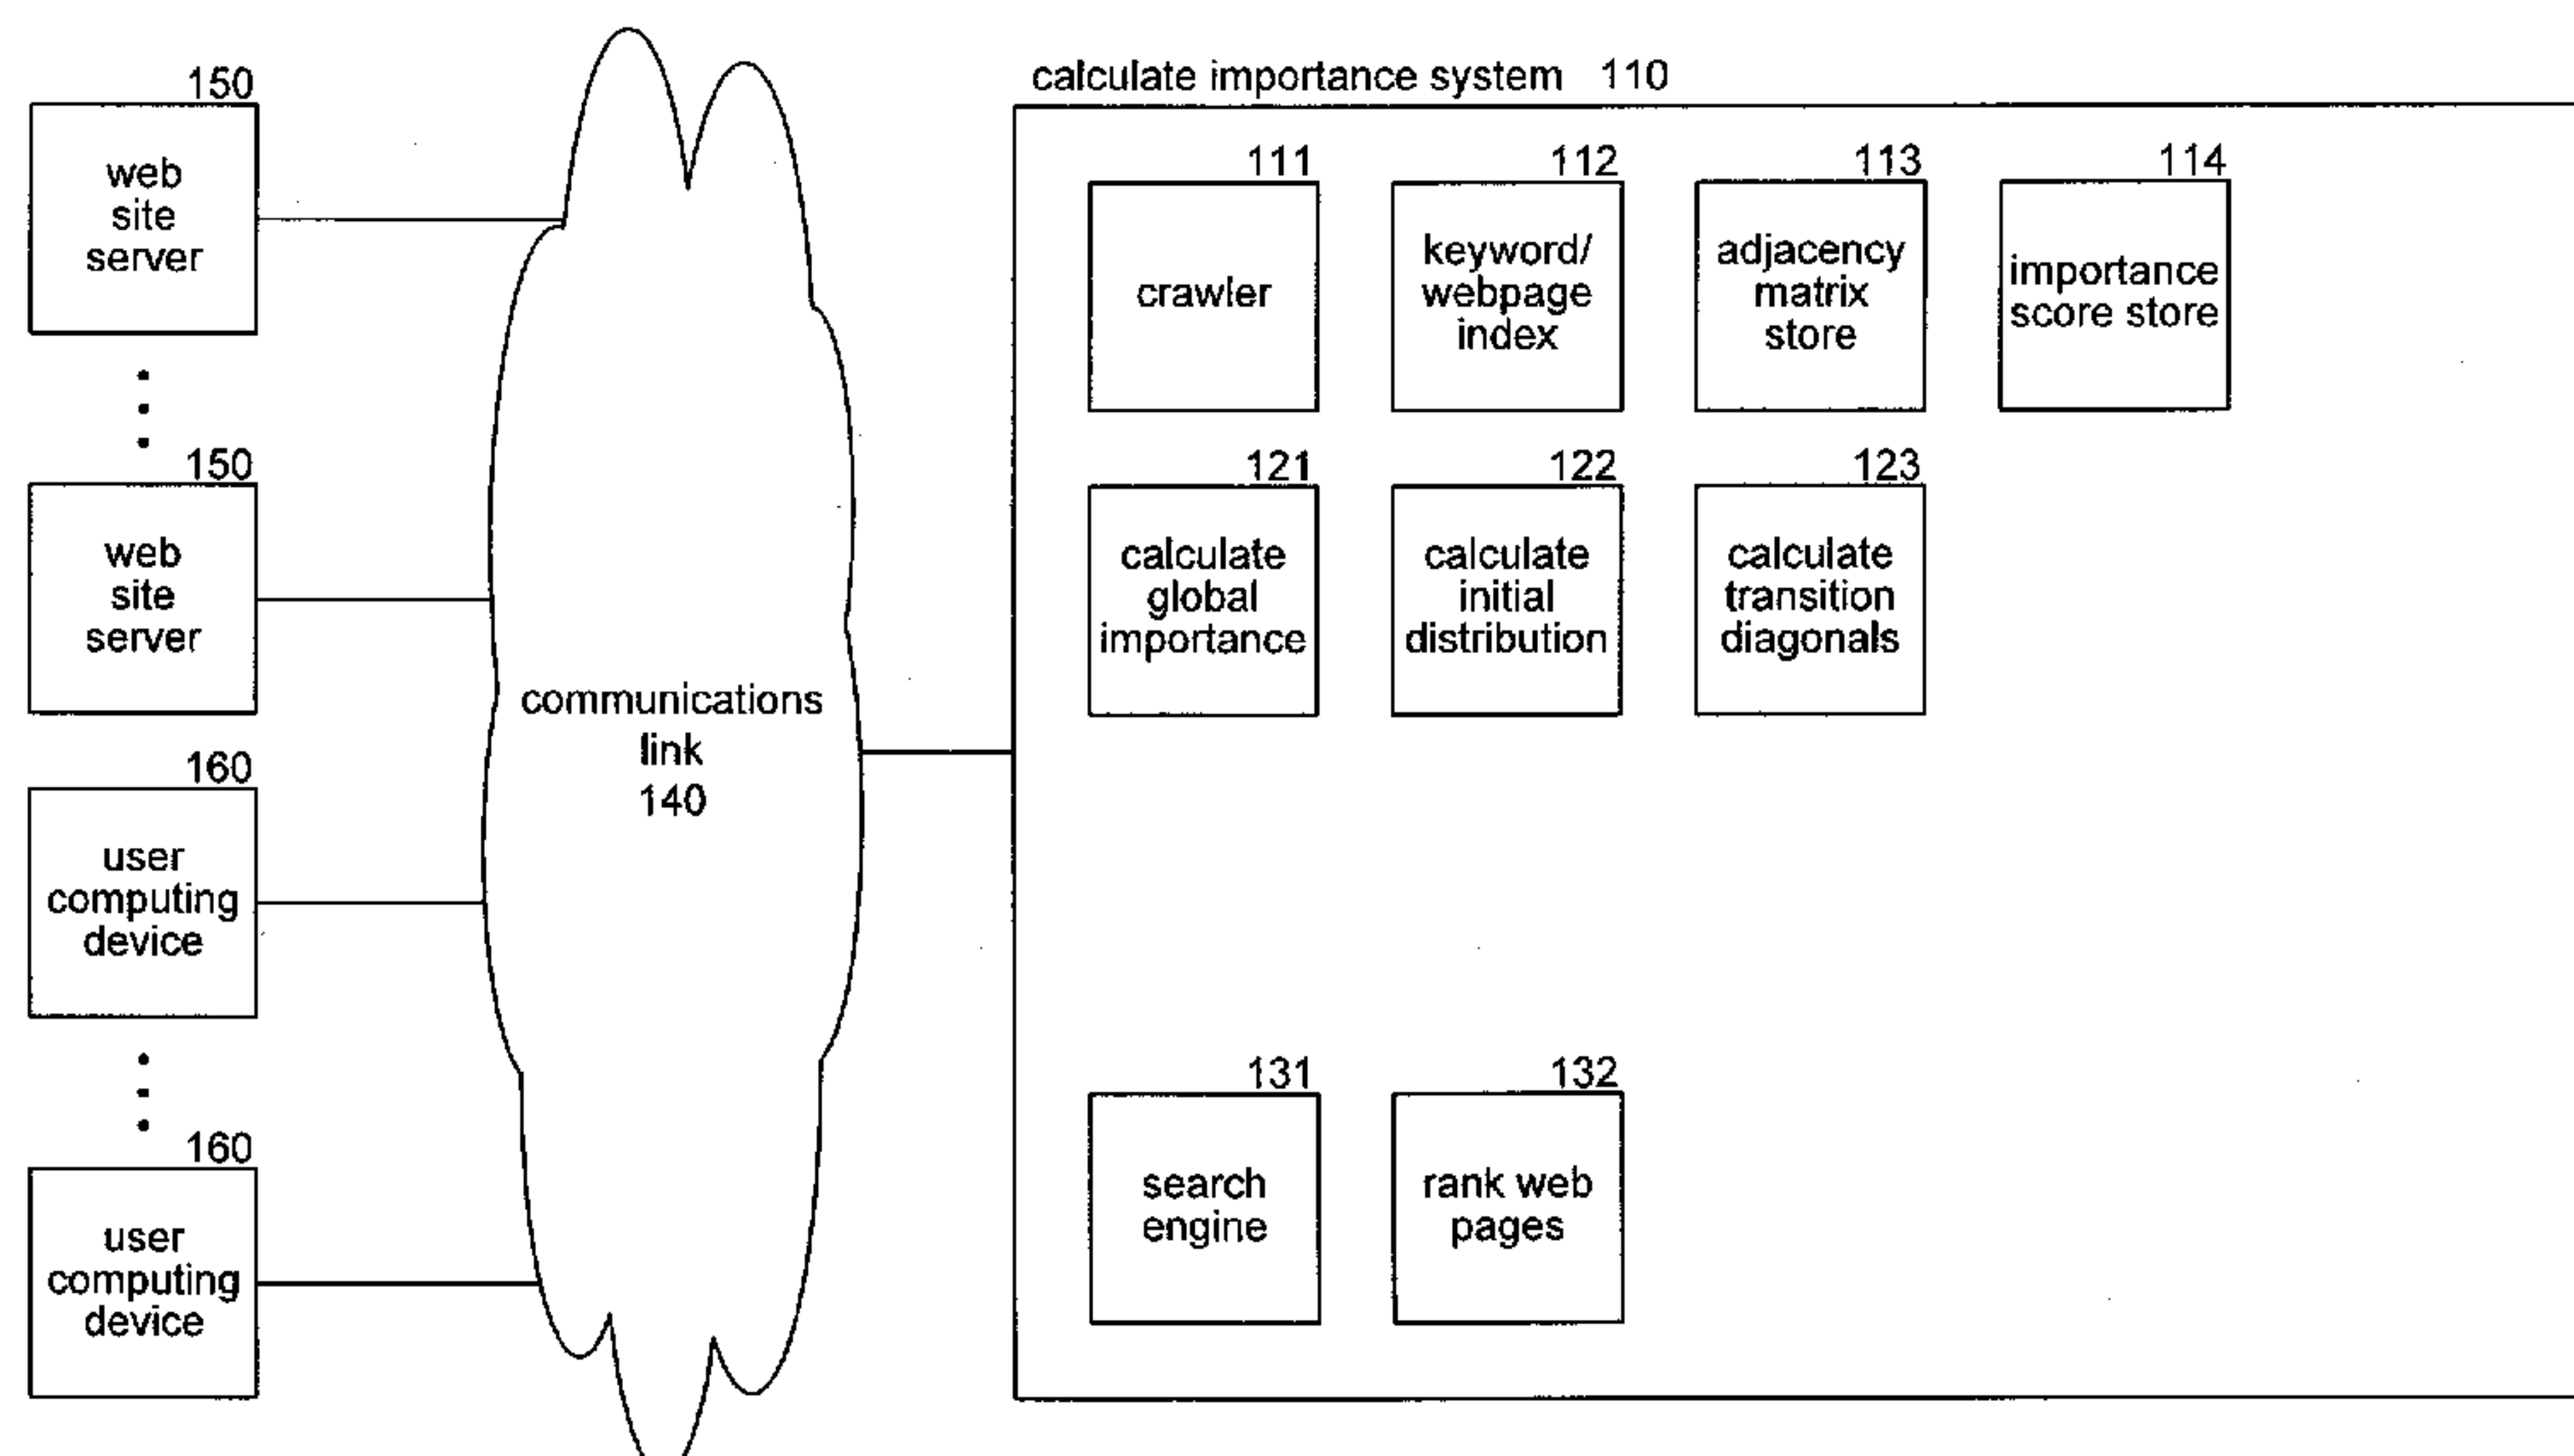 150
web
site
server
150
web
site
server
160
user
computing
device
160
user
computing
device
communications
link
140
calculate importance system 110
111
crawler
112
keyword/
webpage
index
113
adjacency
matrix
store
114
importance
score store
121
calculate
global
importance
122
calculate
initial
distribution
123
calculate
transition
diagonals
131
search
engine
132
rank web
pages